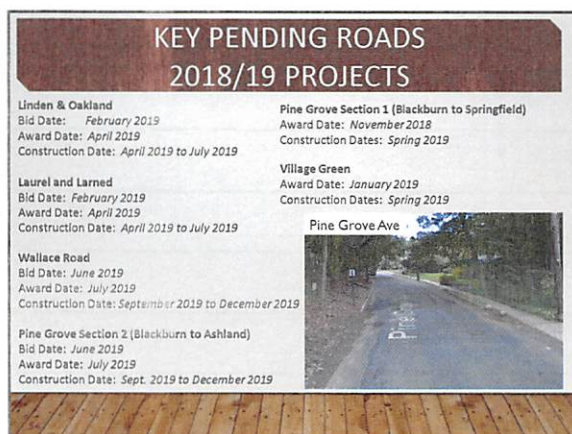 KEY PENDING ROADS
2018/19 PROJECTS
Linden & Oakland
Bid Date: February 2019
Award Date: April 2019
Construction Date: April 2019 to July 2019
Laurel and Larned
Bid Date: February 2019
Award Date: April 2019
Construction Date: April 2019 to July 2019
Wallace Road
Bid Date: June 2019
Award Date: July 2019
Construction Date: September 2019 to December 2019
Pine Grove Section 2 (Blackburn to Ashland)
Bid Date: June 2019
Award Date: July 2019
Construction Date: Sept. 2019 to December 2019
Pine Grove Section 1 (Blackburn to Springfield)
Award Date: November 2018
Construction Dates: Spring 2019
Village Green
Award Date: January 2019
Construction Dates: Spring 2019
Pine Grove Ave